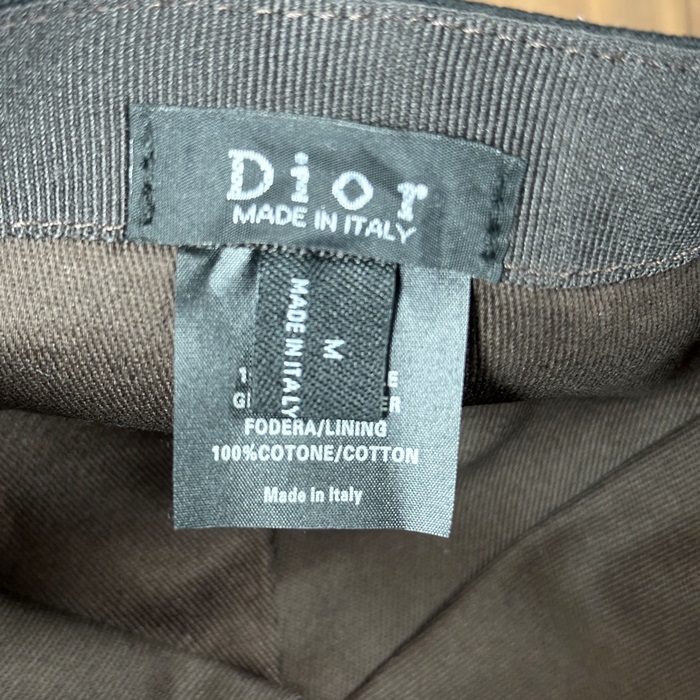 Dior
MADE IN ITALY
M
MADE IN ITALY
FODERA/LINING
100%COTONE/COTTON
Made in Italy